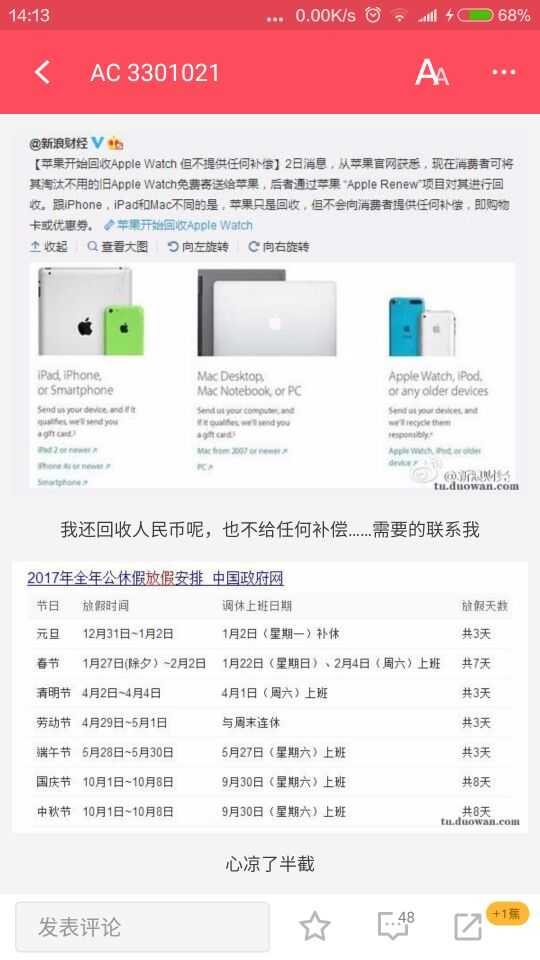 14:13
... 0.00K/s 68%
AC 3301021
AA
@新浪财经
【苹果开始回收Apple Watch 但不提供任何补偿】2日消息，从苹果官网获悉，现在消费者可将
其淘汰不用的旧Apple Watch免费寄送给苹果，后者通过苹果 “Apple Renew”项目对其进行回
收。跟iPhone，iPad和Mac不同的是，苹果只是回收，但不会向消费者提供任何补偿，即购物
卡或优惠券。 苹果开始回收Apple Watch
收起 查看大图 向左旋转 向右旋转
iPad, iPhone,
or Smartphone
Send us your device, and if it
qualifies, we'll send you
a gift card.
iPad 2 or newer
iPhone 4s or newer
Smartphone
Mac Desktop,
Mac Notebook, or PC
Send us your computer, and
if it qualifies, we'll send you
a gift card.
Mac from 2007 or newer
PC
Apple Watch, iPod,
or any older devices
Send us your devices, and
we'll recycle them
responsibly.
Apple Watch, iPod, or older
device
@新浪财经
tu.duowan.com
我还回收人民币呢，也不给任何补偿......需要的联系我
2017年全年公休假放假安排_中国政府网
节日 放假时间 调休上班日期 放假天数
元旦 12月31日~1月2日 1月2日（星期一）补休 共3天
春节 1月27日(除夕）~2月2日 1月22日（星期日）、2月4日（周六）上班 共7天
清明节 4月2日~4月4日 4月1日（周六）上班 共3天
劳动节 4月29日~5月1日 与周末连休 共3天
端午节 5月28日~5月30日 5月27日（星期六）上班 共3天
国庆节 10月1日~10月8日 9月30日（星期六）上班 共8天
中秋节 10月1日~10月8日 9月30日（星期六）上班 共8天
tu.duowan.com
心凉了半截
发表评论 48 +1蕉